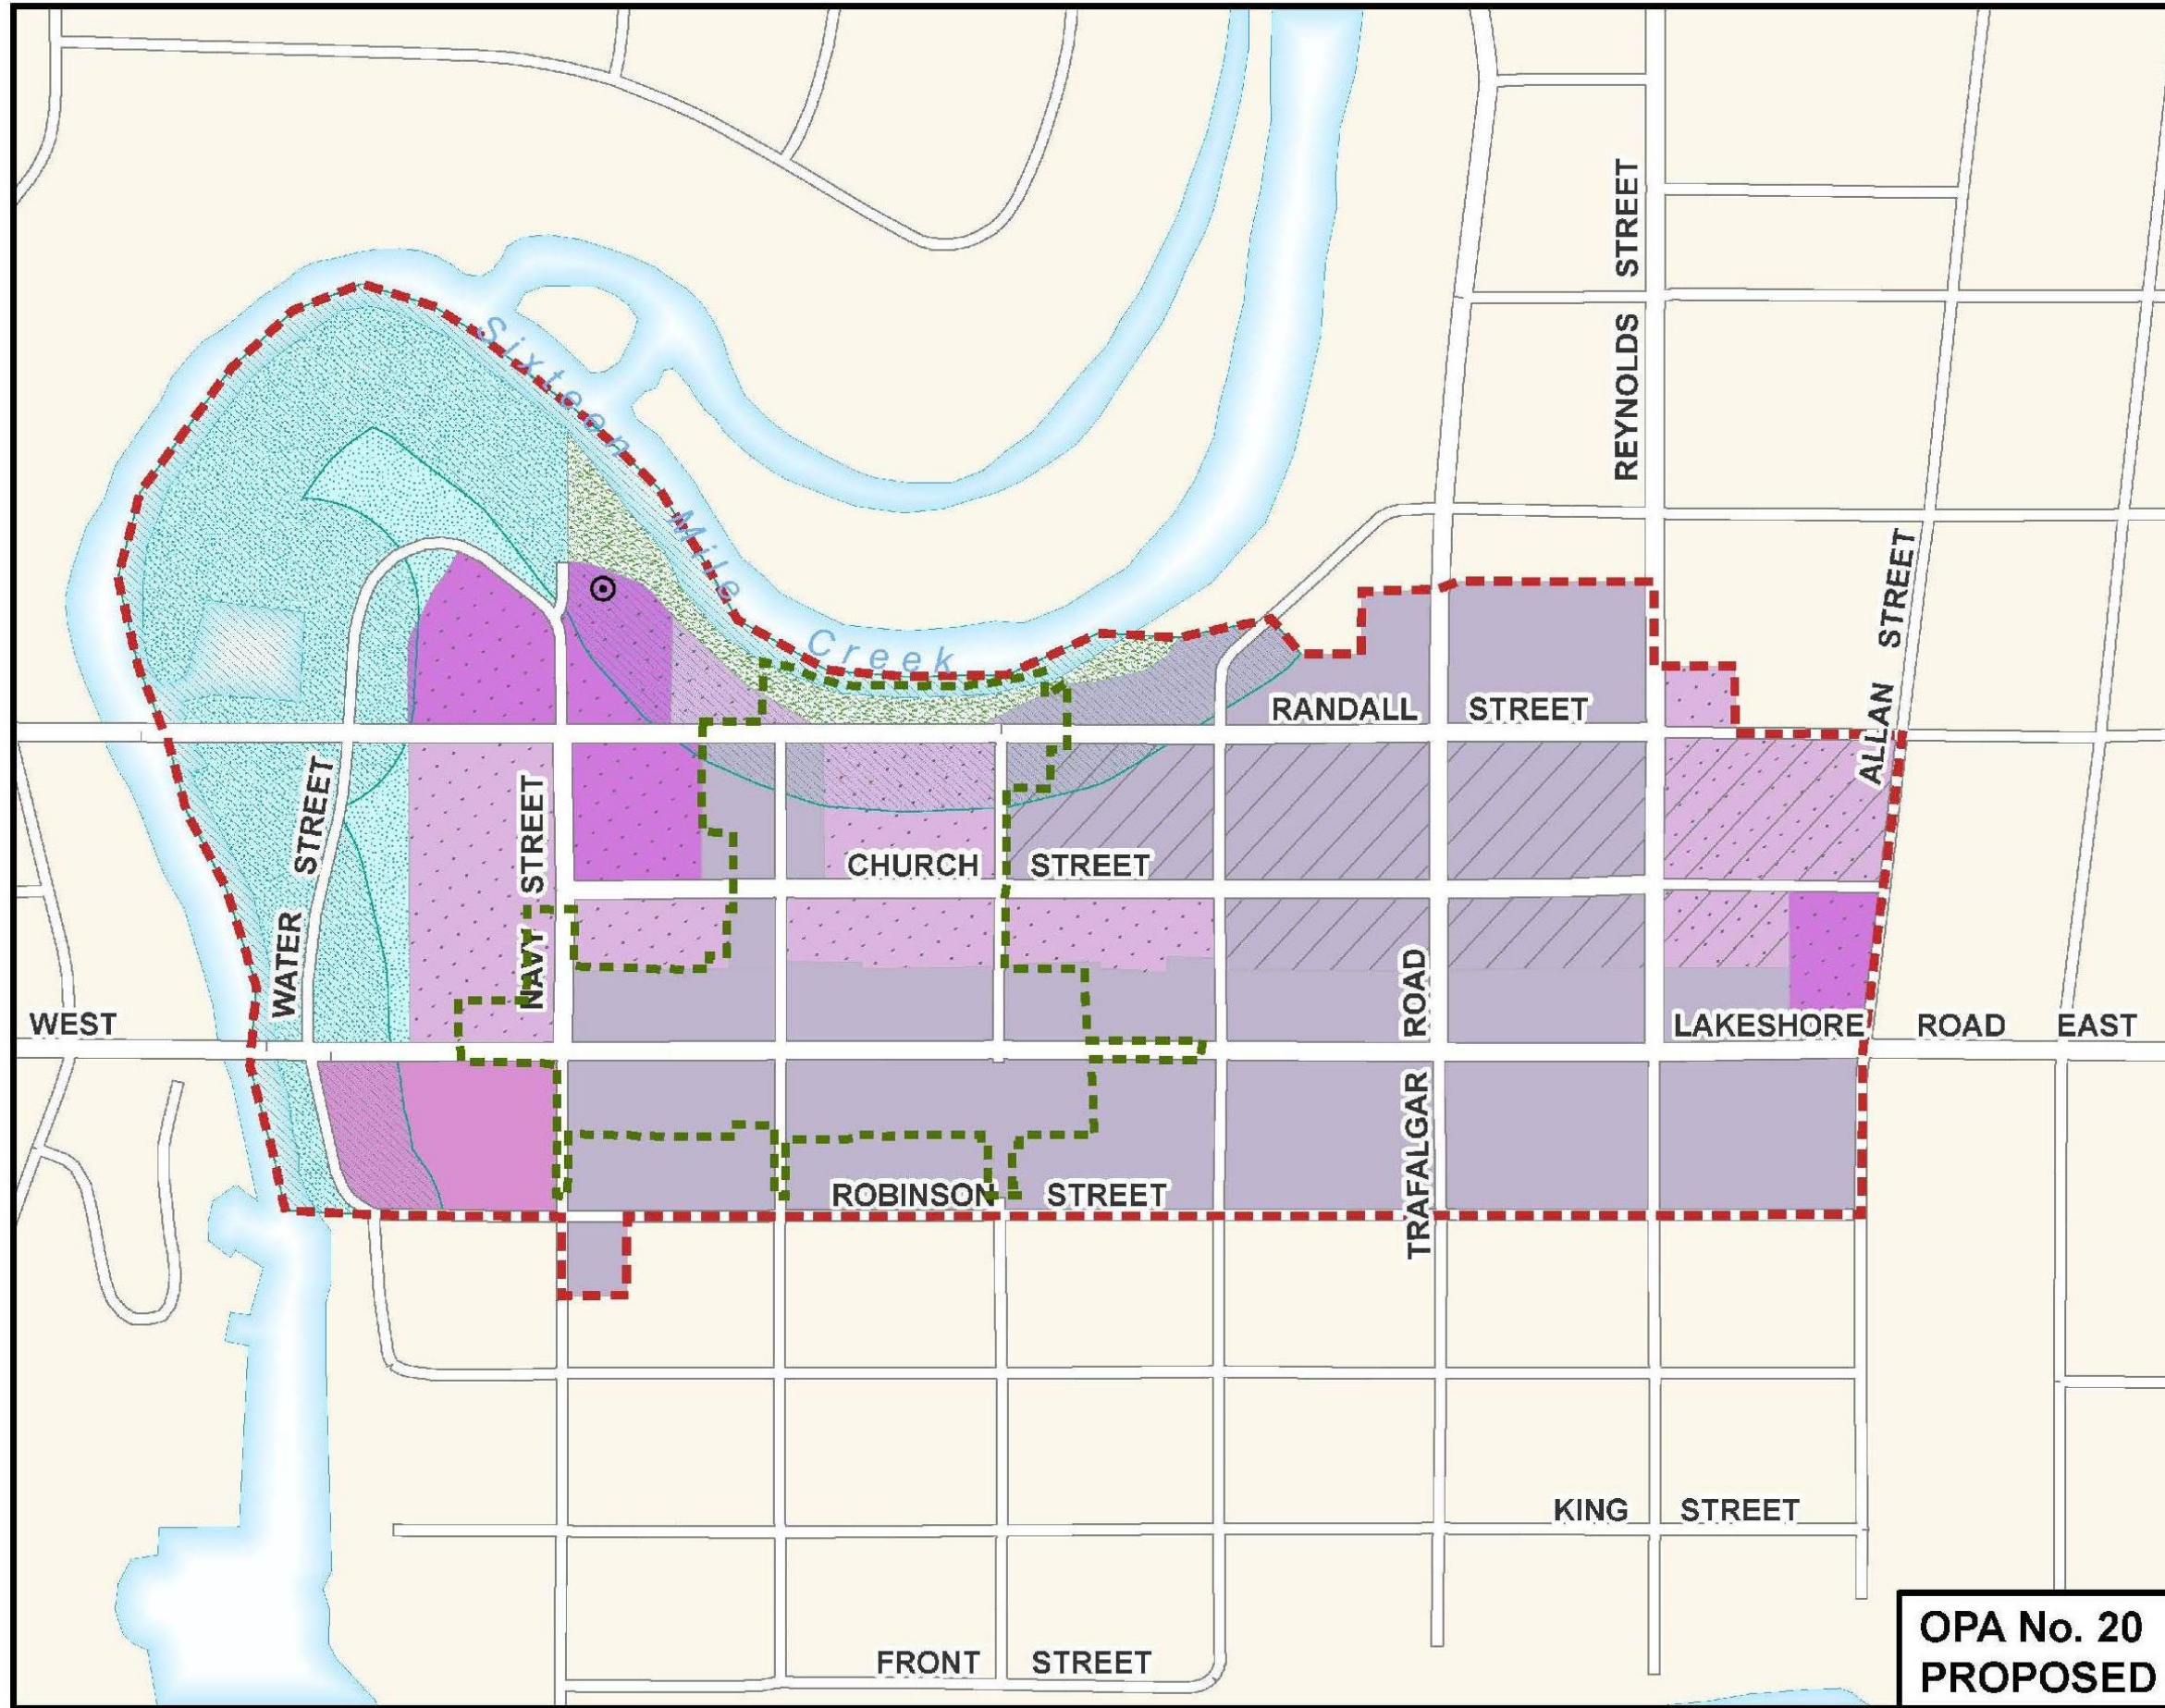 REYNOLDS STREET
Sixteen Mile Creek
ALLAN STREET
RANDALL STREET
WATER STREET
NAVY STREET
CHURCH STREET
WEST
LAKESHORE ROAD EAST
TRAFALGAR ROAD
ROBINSON STREET
KING STREET
FRONT STREET
OPA No. 20
PROPOSED